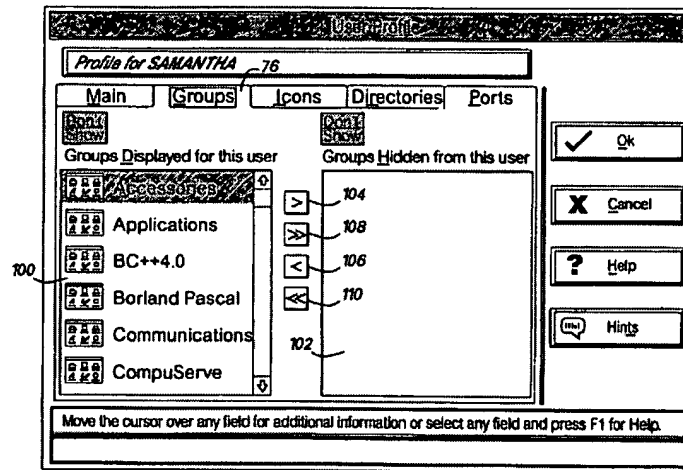 User Profile
Profile for SAMANTHA
76
Main Groups Icons Directories Ports
Don't Show
Don't Show
Groups Displayed for this user
Groups Hidden from this user
Accessories
Applications
BC++4.0
Borland Pascal
Communications
CompuServe
100
> 104
>> 108
< 106
<< 110
102
Ok
X Cancel
? Help
Hints
Move the cursor over any field for additional information or select any field and press F1 for Help.